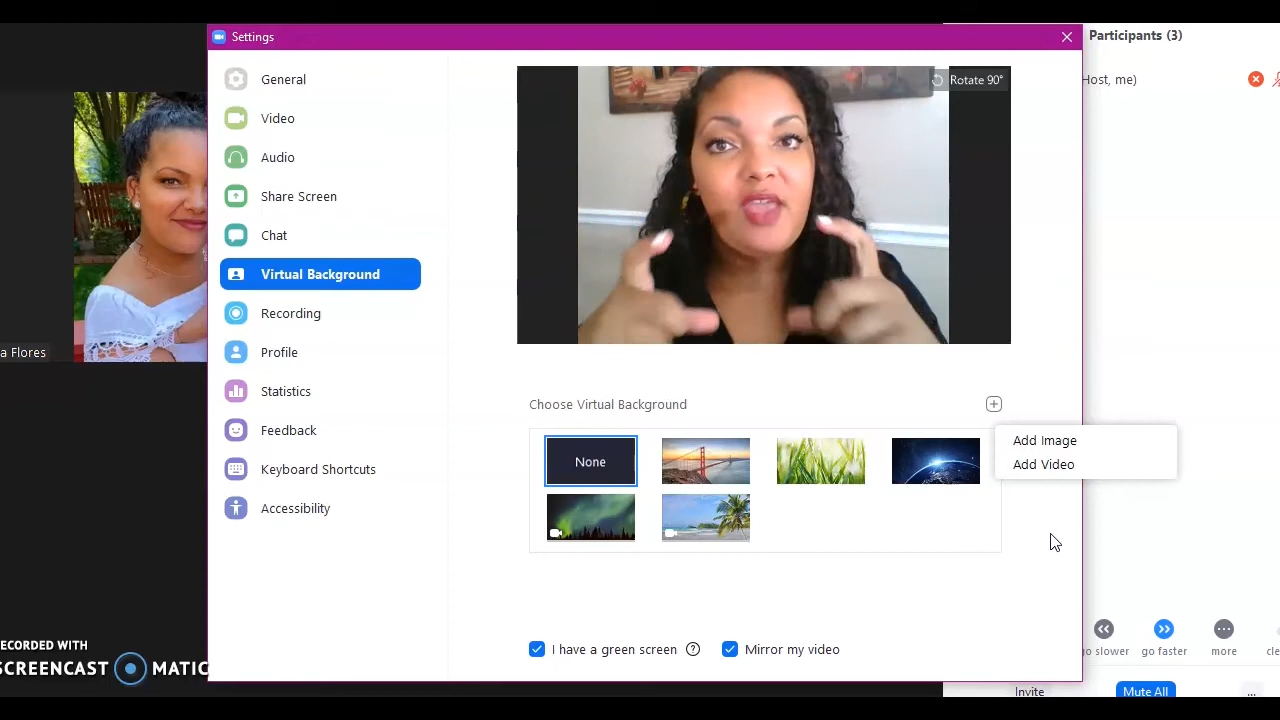 Settings
Participants (3)
General
Rotate 90°
Host, me)
Video
Audio
Share Screen
Chat
Virtual Background
Recording
Profile
a Flores
Statistics
Choose Virtual Background
Feedback
Add Image
None
Add Video
Keyboard Shortcuts
Accessibility
I have a green screen
Mirror my video
go slower
go faster
more
RECORDED WITH
SCREENCAST
MATIC
Invite
Mute All
...